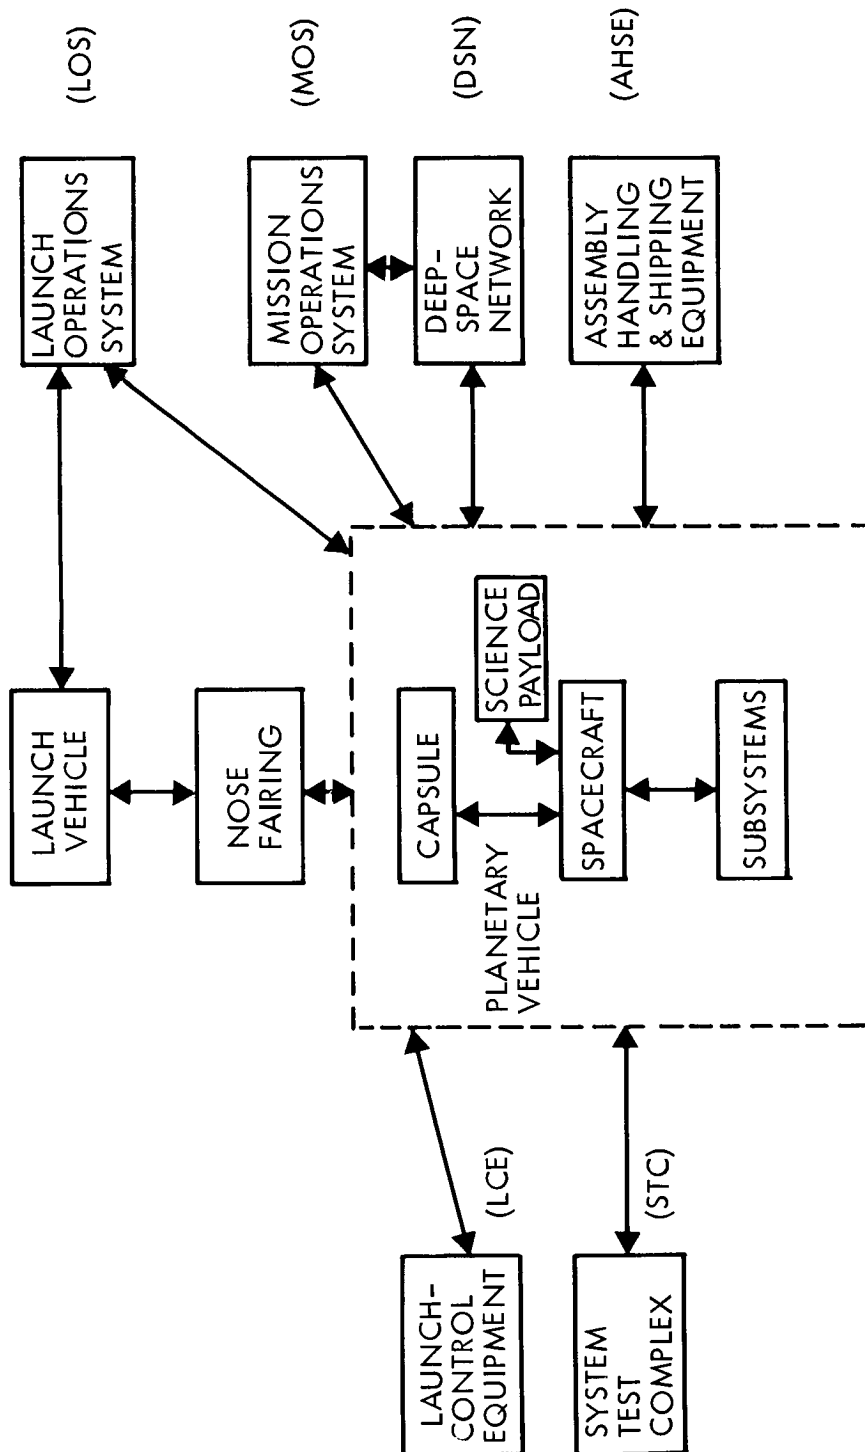 LAUNCH
VEHICLE
NOSE
FAIRING
LAUNCH
OPERATIONS
SYSTEM
(LOS)
MISSION
OPERATIONS
SYSTEM
(MOS)
DEEP-
SPACE
NETWORK
(DSN)
ASSEMBLY
HANDLING
& SHIPPING
EQUIPMENT
(AHSE)
CAPSULE
SCIENCE
PAYLOAD
PLANETARY
VEHICLE
SPACECRAFT
SUBSYSTEMS
LAUNCH-
CONTROL
EQUIPMENT
(LCE)
SYSTEM
TEST
COMPLEX
(STC)